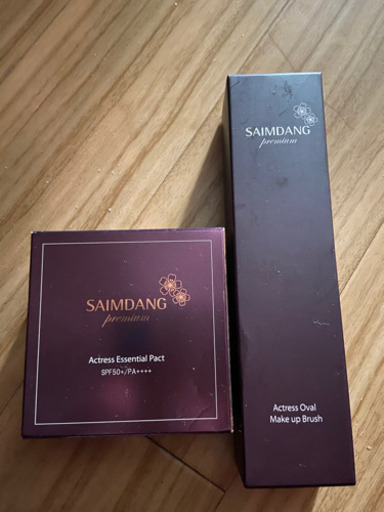 SAIMDANG
premium
Actress Essential Pact
SPF50+/PA++++
SAIMDANG
premium
Actress Oval
Make up Brush